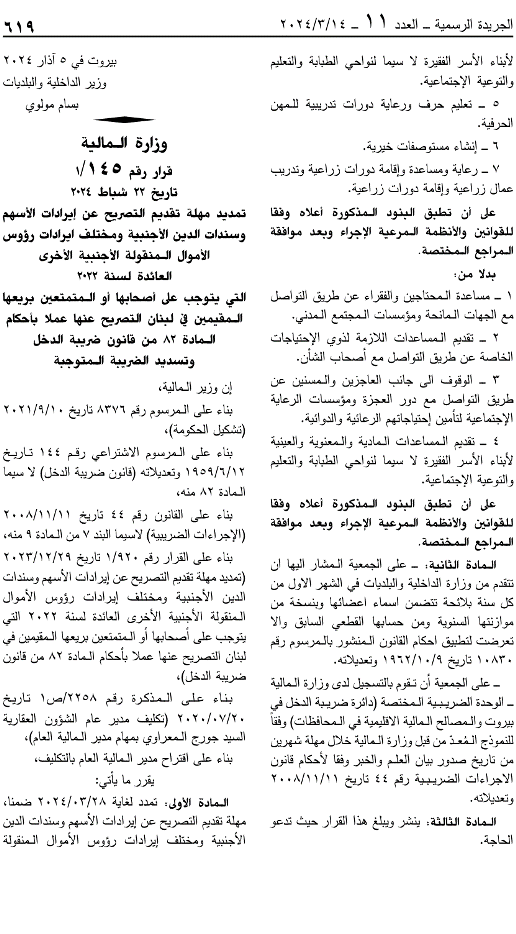 الجريدة الرسمية ــ العدد ١١ ــ ٢٠٢٤/٣/١٤
٦١٩
لأبناء الأسر الفقيرة لا سيما لنواحي الطبابة والتعليم
والتوعية الإجتماعية.
٥ ــ تعليم حرف ورعاية دورات تدريبية للمهن
الحرفية.
٦ ــ إنشاء مستوصفات خيرية.
٧ ــ رعاية ومساعدة وإقامة دورات زراعية وتدريب
عمال زراعية وإقامة دورات زراعية.
على أن تطبق البنود المذكورة أعلاه وفقا
للقوانين والأنظمة المرعية الإجراء وبعد موافقة
المراجع المختصة.
بدلا من:
١ ــ مساعدة المحتاجين والفقراء عن طريق التواصل
مع الجهات المانحة ومؤسسات المجتمع المدني.
٢ ــ تقديم المساعدات اللازمة لذوي الإحتياجات
الخاصة عن طريق التواصل مع أصحاب الشأن.
٣ ــ الوقوف الى جانب العاجزين والمسنين عن
طريق التواصل مع دور العجزة ومؤسسات الرعاية
الإجتماعية لتأمين إحتياجاتهم الرعائية والدوائية.
٤ ــ تقديم المساعدات المادية والمعنوية والعينية
لأبناء الأسر الفقيرة لا سيما لنواحي الطبابة والتعليم
والتوعية الإجتماعية.
على أن تطبق البنود المذكورة أعلاه وفقا
للقوانين والأنظمة المرعية الإجراء وبعد موافقة
المراجع المختصة.
المادة الثانية: ــ على الجمعية المشار اليها ان
تتقدم من وزارة الداخلية والبلديات في الشهر الاول من
كل سنة بلائحة تتضمن اسماء اعضائها وبنسخة من
موازنتها السنوية ومن حسابها القطعي السابق والا
تعرضت لتطبيق احكام القانون المنشور بالمرسوم رقم
١٠٨٣٠ تاريخ ١٩٦٢/١٠/٩ وتعديلاته.
ــ على الجمعية أن تقوم بالتسجيل لدى وزارة المالية
ــ الوحدة الضريبية المختصة (دائرة ضريبة الدخل في
بيروت والمصالح المالية الاقليمية في المحافظات) وفقاً
للنموذج المُعدّ من قبل وزارة المالية خلال مهلة شهرين
من تاريخ صدور بيان العلم والخبر وفقا لأحكام قانون
الاجراءات الضريبية رقم ٤٤ تاريخ ٢٠٠٨/١١/١١
وتعديلاته.
المادة الثالثة: ينشر ويبلغ هذا القرار حيث تدعو
الحاجة.
بيروت في ٥ آذار ٢٠٢٤
وزير الداخلية والبلديات
بسام مولوي
وزارة المالية
قرار رقم ١/١٤٥
تاريخ ٢٢ شباط ٢٠٢٤
تمديد مهلة تقديم التصريح عن إيرادات الأسهم
وسندات الدين الأجنبية ومختلف ايرادات رؤوس
الأموال المنقولة الأجنبية الأخرى
العائدة لسنة ٢٠٢٢
التي يتوجب على أصحابها أو المتمتعين بريعها
المقيمين في لبنان التصريح عنها عملا بأحكام
المادة ٨٢ من قانون ضريبة الدخل
وتسديد الضريبة المتوجبة
إن وزير المالية،
بناء على المرسوم رقم ٨٣٧٦ تاريخ ٢٠٢١/٩/١٠
(تشكيل الحكومة)،
بناء على المرسوم الاشتراعي رقم ١٤٤ تاريخ
١٩٥٩/٦/١٢ وتعديلاته (قانون ضريبة الدخل) لا سيما
المادة ٨٢ منه،
بناء على القانون رقم ٤٤ تاريخ ٢٠٠٨/١١/١١
(الإجراءات الضريبية) لاسيما البند ٧ من المادة ٩ منه،
بناء على القرار رقم ١/٩٢٠ تاريخ ٢٠٢٣/١٢/٢٩
(تمديد مهلة تقديم التصريح عن إيرادات الأسهم وسندات
الدين الأجنبية ومختلف إيرادات رؤوس الأموال
المنقولة الأجنبية الأخرى العائدة لسنة ٢٠٢٢ التي
يتوجب على أصحابها أو المتمتعين بريعها المقيمين في
لبنان التصريح عنها عملا بأحكام المادة ٨٢ من قانون
ضريبة الدخل)،
بناء على المذكرة رقم ٢٢٥٨/ص١ تاريخ
٢٠٢٠/٠٧/٢٠ (تكليف مدير عام الشؤون العقارية
السيد جورج المعراوي بمهام مدير المالية العام)،
بناء على اقتراح مدير المالية العام بالتكليف،
يقرر ما يأتي:
المادة الأولى: تمدد لغاية ٢٠٢٤/٠٣/٢٨ ضمنا،
مهلة تقديم التصريح عن إيرادات الأسهم وسندات الدين
الأجنبية ومختلف إيرادات رؤوس الأموال المنقولة